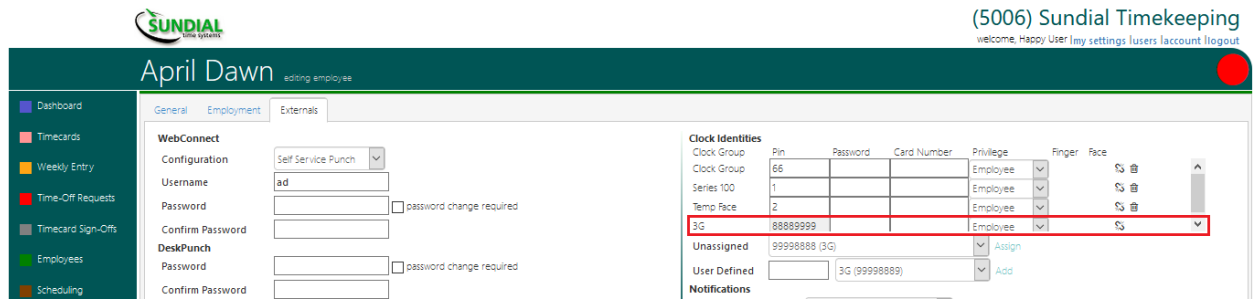 SUNDIAL
time systems
(5006) Sundial Timekeeping
welcome, Happy User | my settings | users | account | logout
April Dawn editing employee
Dashboard
Timecards
Weekly Entry
Time-Off Requests
Timecard Sign-Offs
Employees
Scheduling
General Employment Externals
WebConnect
Configuration Self Service Punch
Username ad
Password password change required
Confirm Password
DeskPunch
Password password change required
Confirm Password
Clock Identities
Clock Group Pin Password Card Number Privilege Finger Face
Clock Group 66 Employee
Series 100 1 Employee
Temp Face 2 Employee
3G 88889999 Employee
Unassigned 99998888 (3G) Assign
User Defined 3G (99998889) Add
Notifications